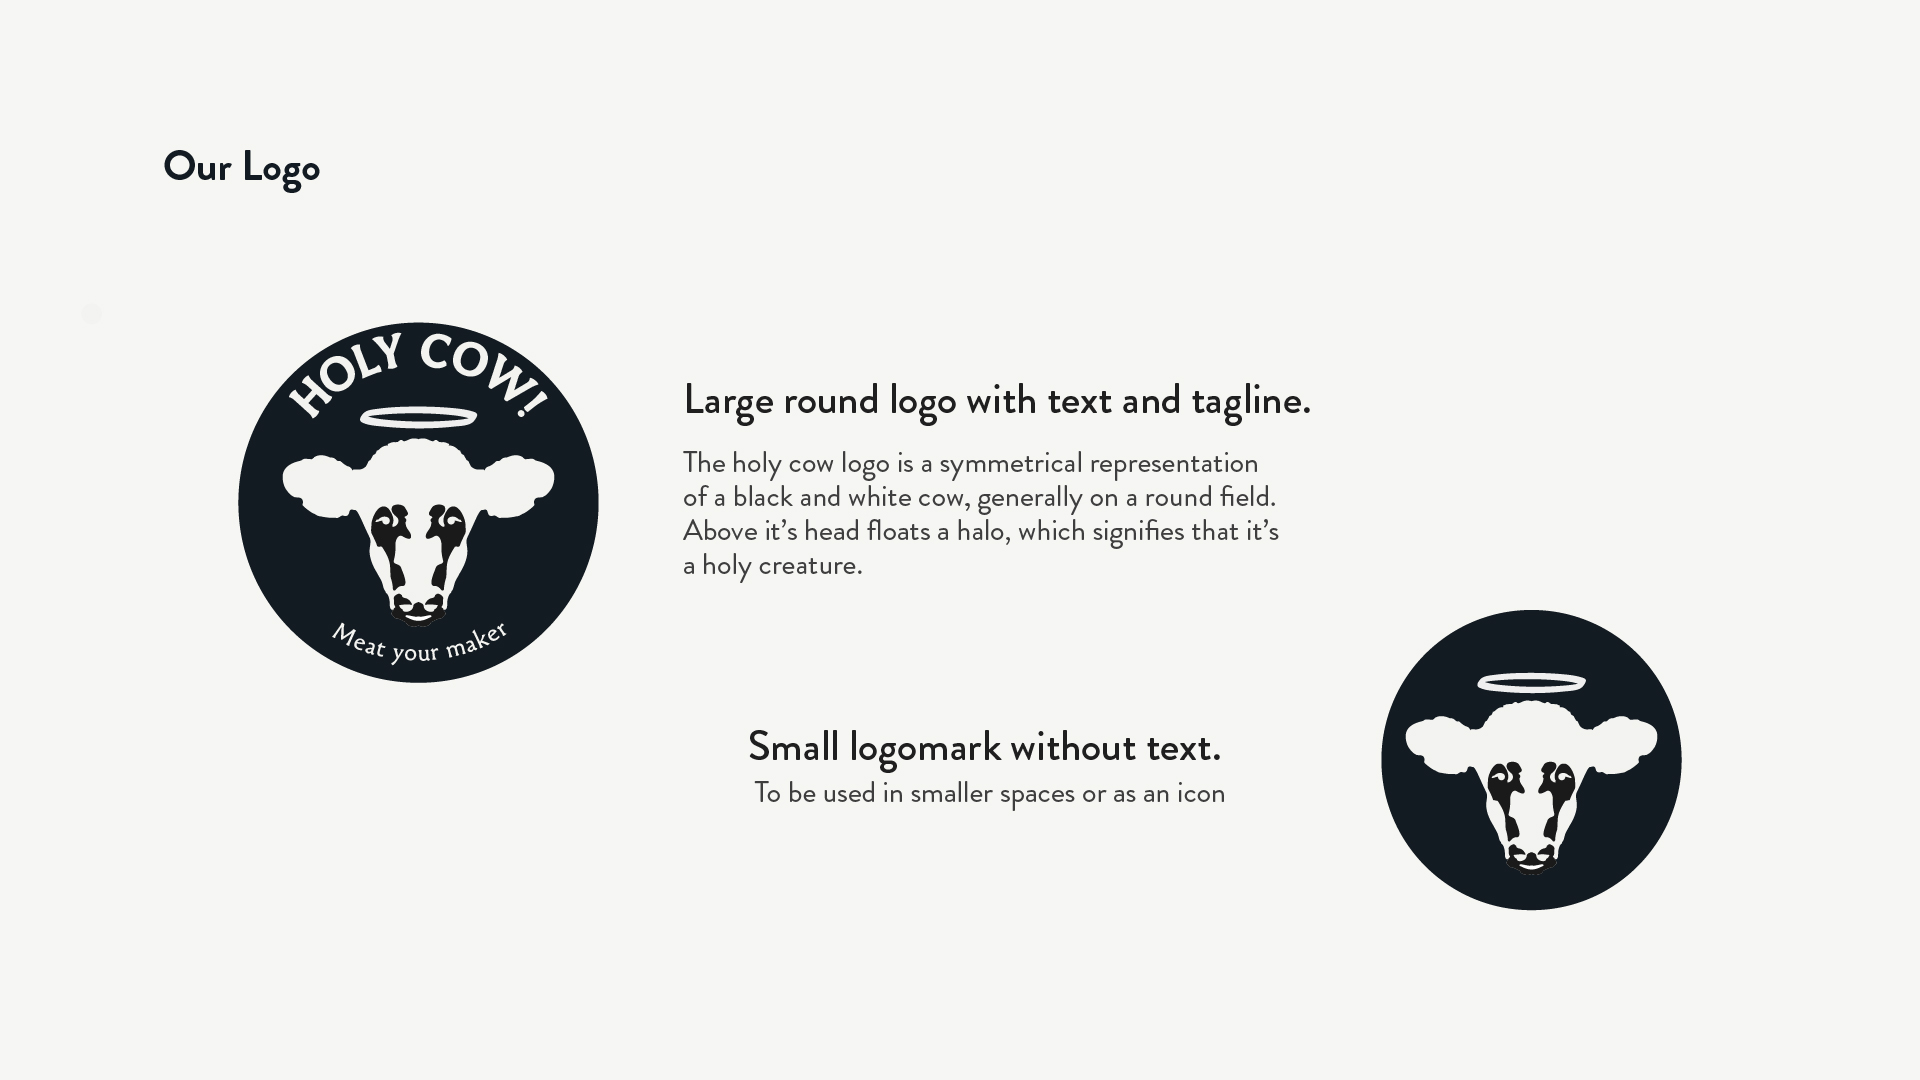 Our Logo
HOLY COW!
Meat your maker
Large round logo with text and tagline.
The holy cow logo is a symmetrical representation
of a black and white cow, generally on a round field.
Above it’s head floats a halo, which signifies that it’s
a holy creature.
Small logomark without text.
To be used in smaller spaces or as an icon